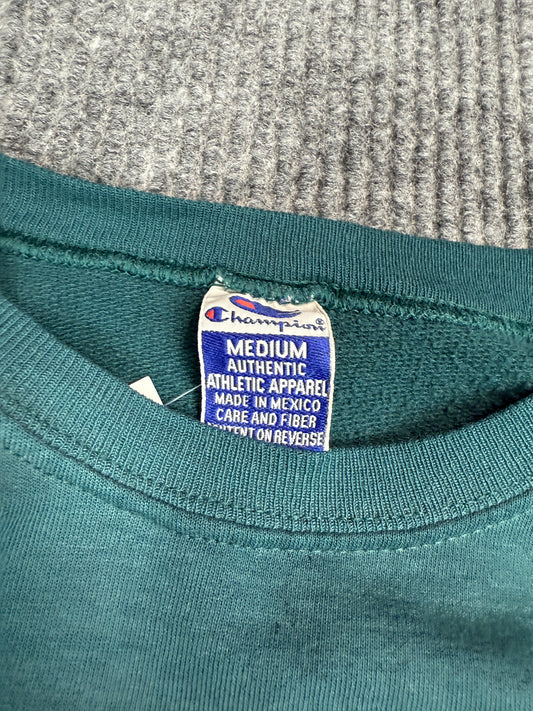 Champion
MEDIUM
AUTHENTIC
ATHLETIC APPAREL
MADE IN MEXICO
CARE AND FIBER
CONTENT ON REVERSE